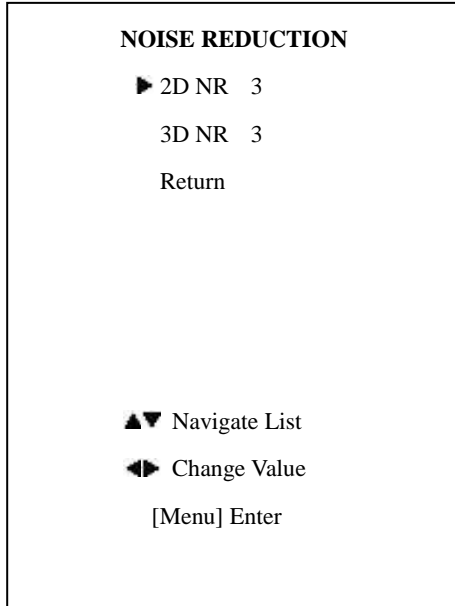 NOISE REDUCTION
▶ 2D NR 3
3D NR 3
Return
▲▼ Navigate List
◀▶ Change Value
[Menu] Enter